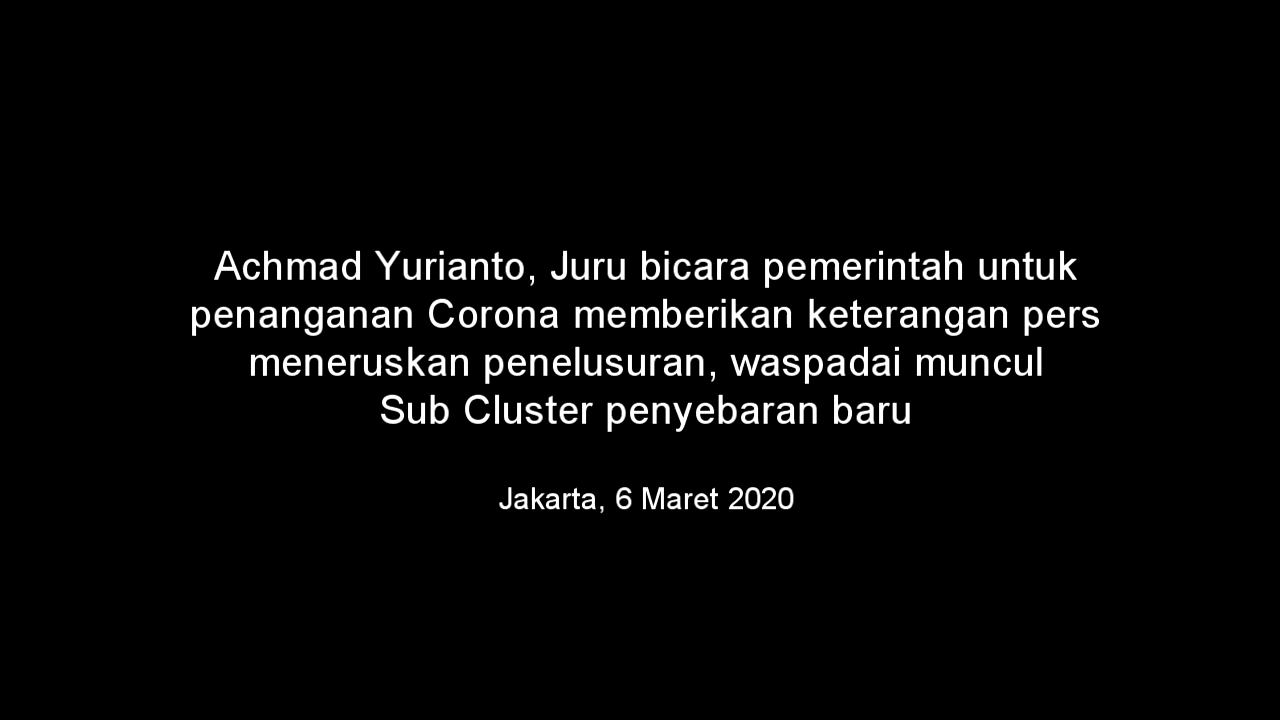 Achmad Yurianto, Juru bicara pemerintah untuk
penanganan Corona memberikan keterangan pers
meneruskan penelusuran, waspadai muncul
Sub Cluster penyebaran baru
Jakarta, 6 Maret 2020